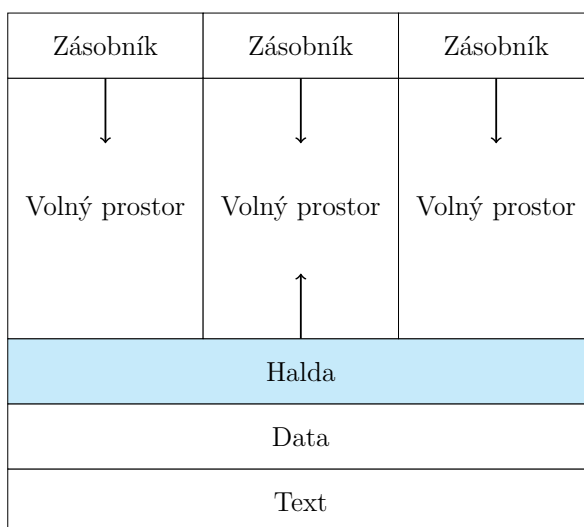 Zásobník Zásobník Zásobník
Volný prostor Volný prostor Volný prostor
Halda
Data
Text